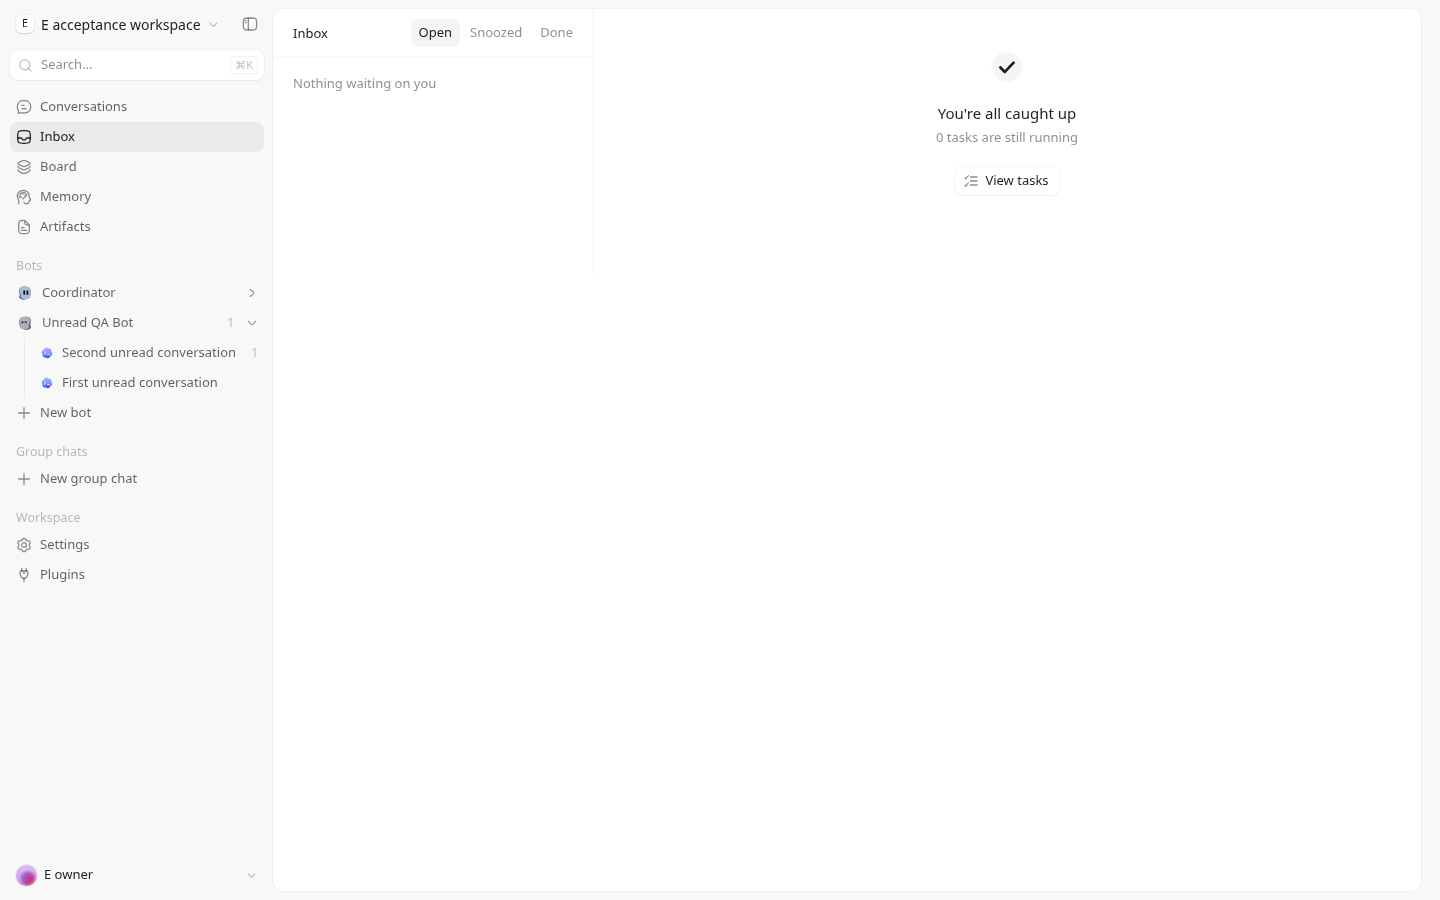 E E acceptance workspace
Search... ⌘K
Conversations
Inbox
Board
Memory
Artifacts
Bots
Coordinator
Unread QA Bot 1
Second unread conversation 1
First unread conversation
New bot
Group chats
New group chat
Workspace
Settings
Plugins
E owner
Inbox Open Snoozed Done
Nothing waiting on you
You're all caught up
0 tasks are still running
View tasks